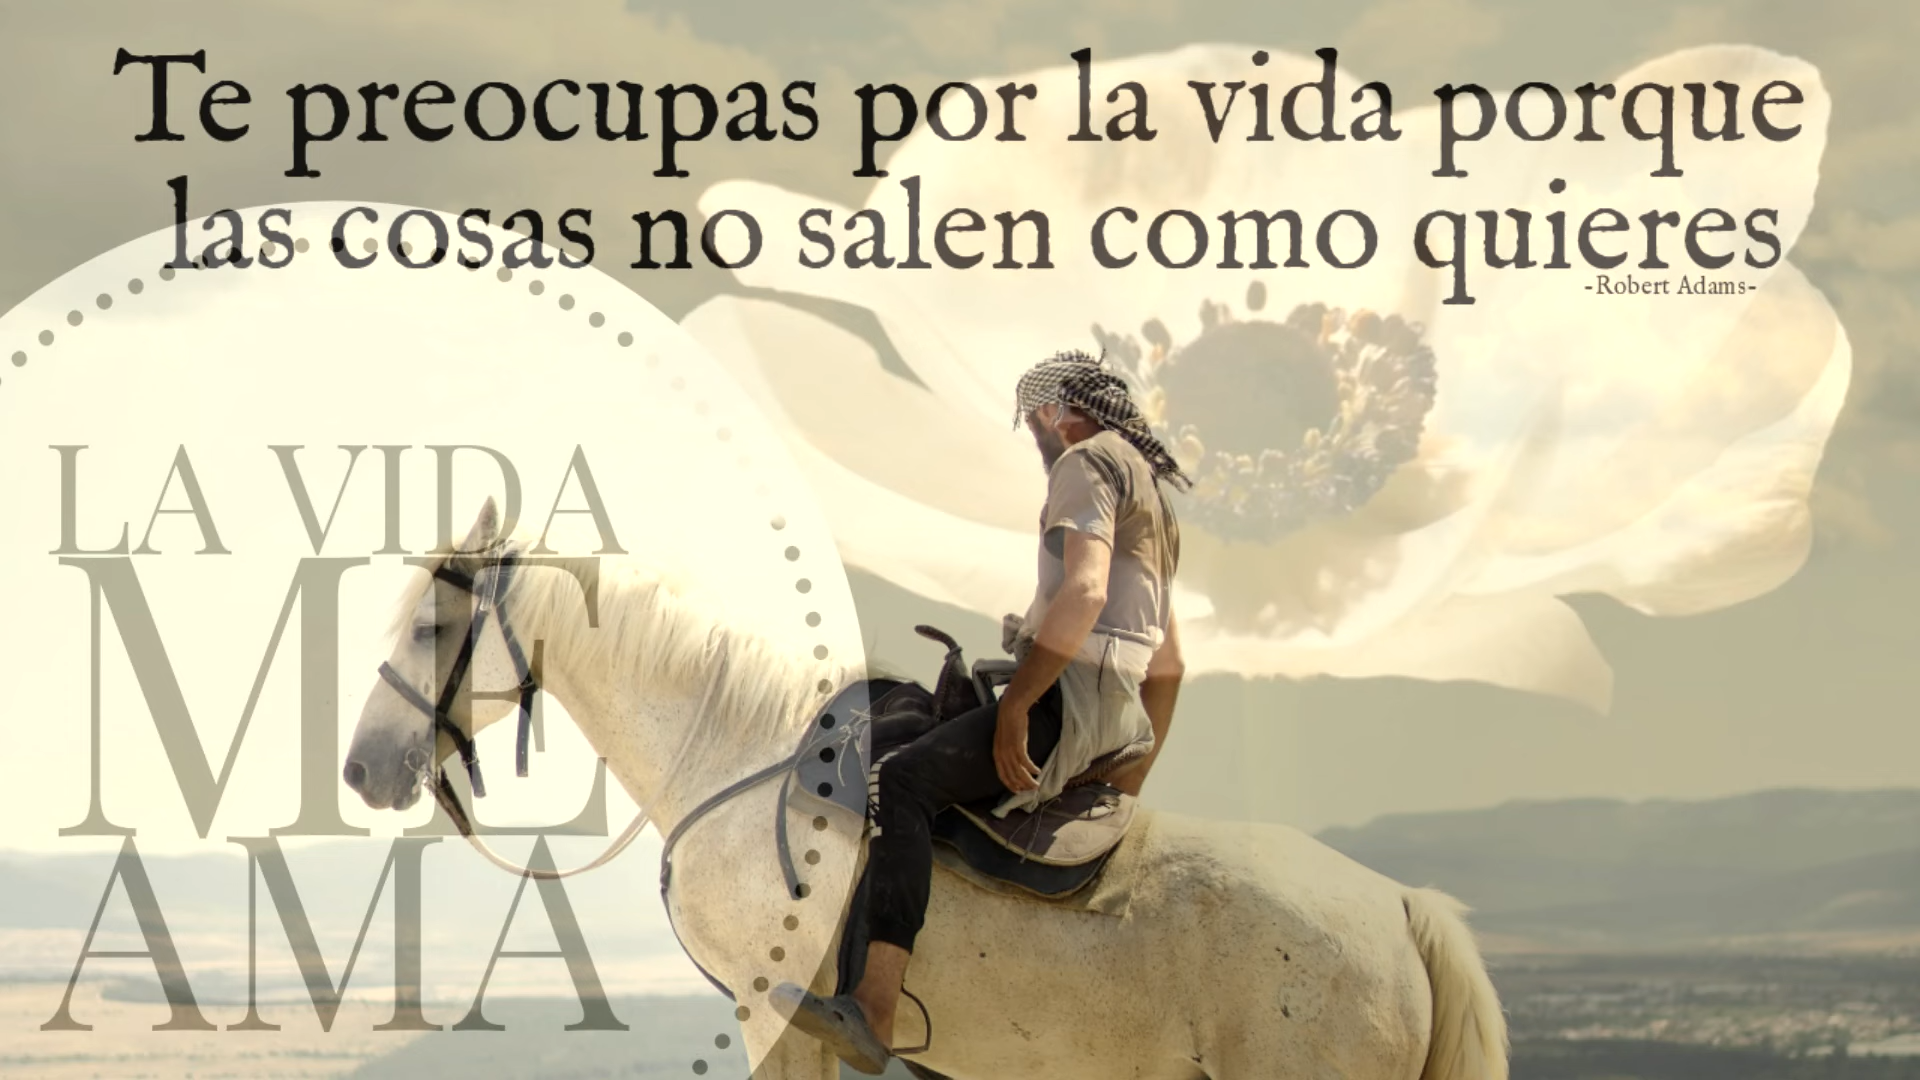 Te preocupas por la vida porque
las cosas no salen como quieres
-Robert Adams-
LA VIDA
ME
AMA